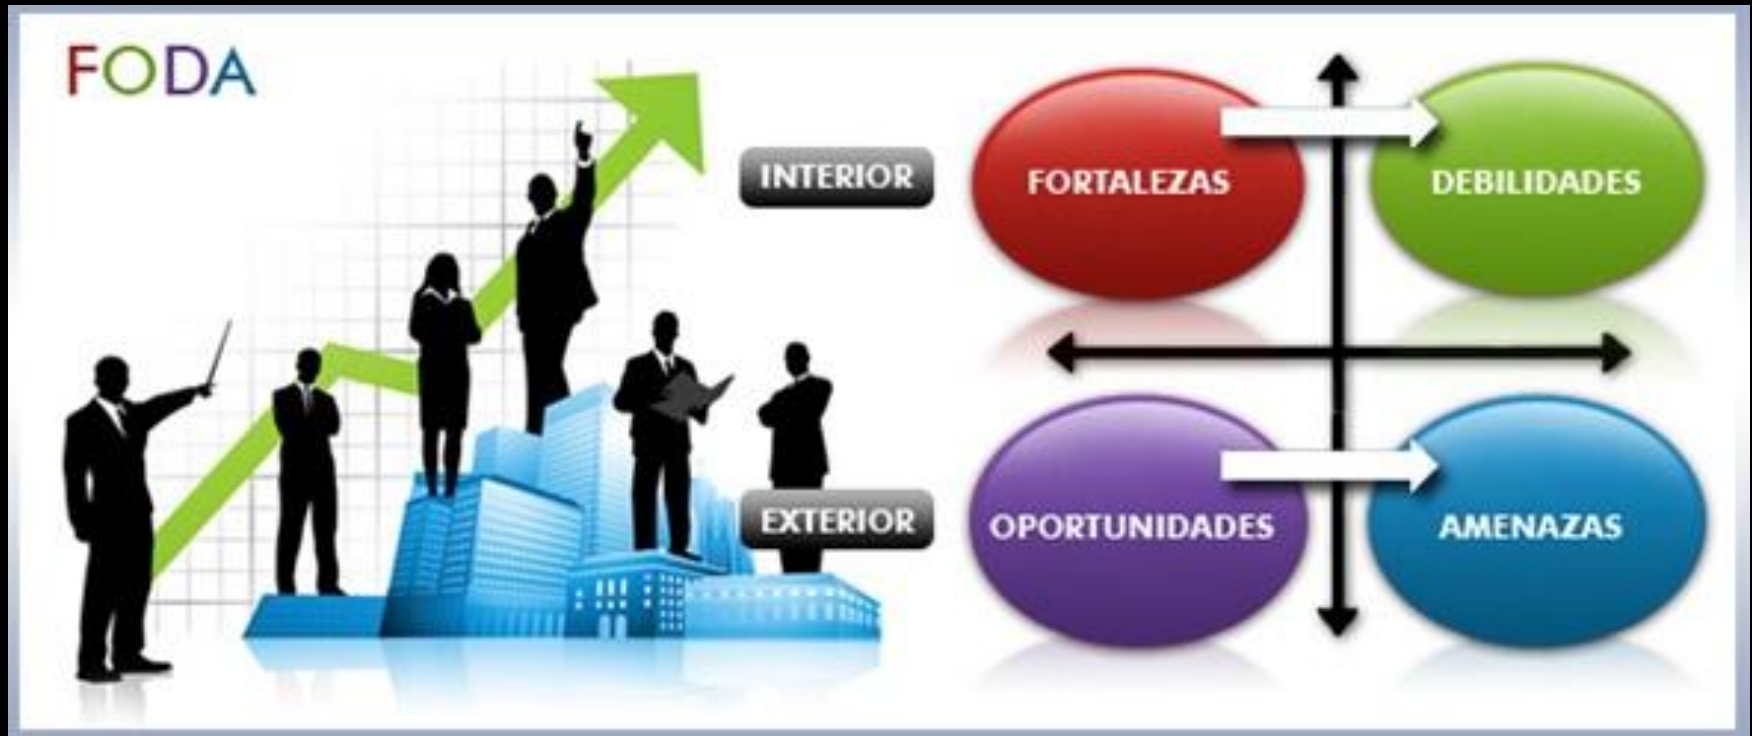 FODA
INTERIOR
FORTALEZAS
DEBILIDADES
EXTERIOR
OPORTUNIDADES
AMENAZAS